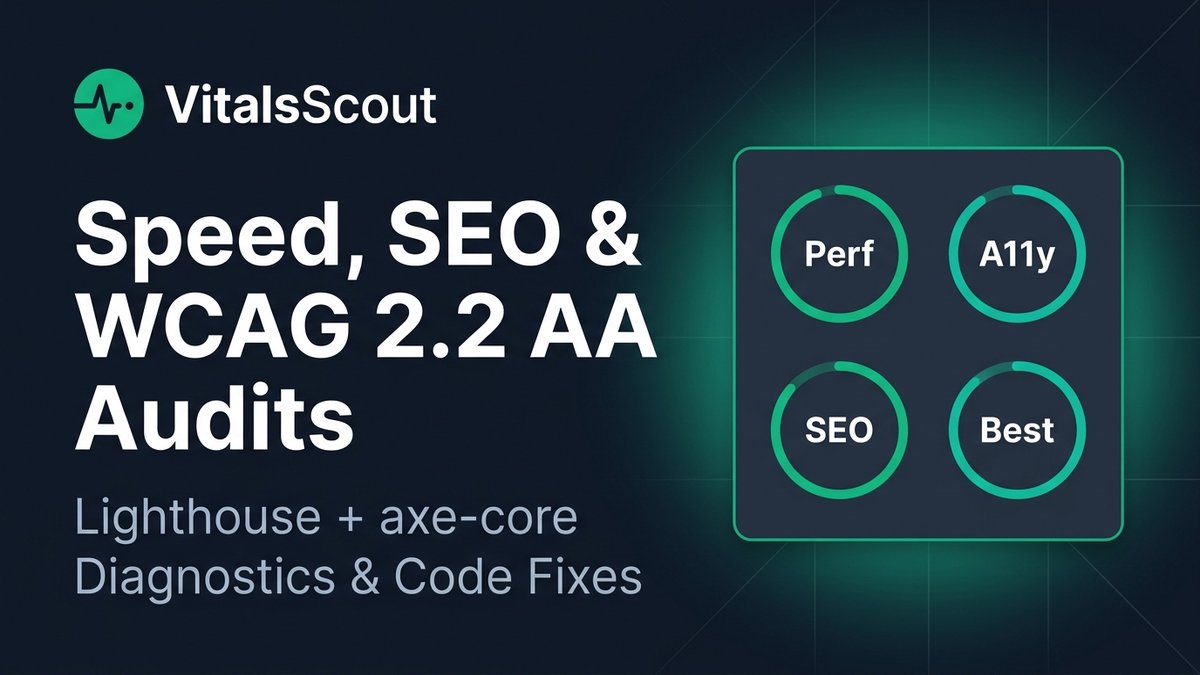 VitalsScout
Speed, SEO &
WCAG 2.2 AA
Audits
Lighthouse + axe-core
Diagnostics & Code Fixes
Perf
A11y
SEO
Best